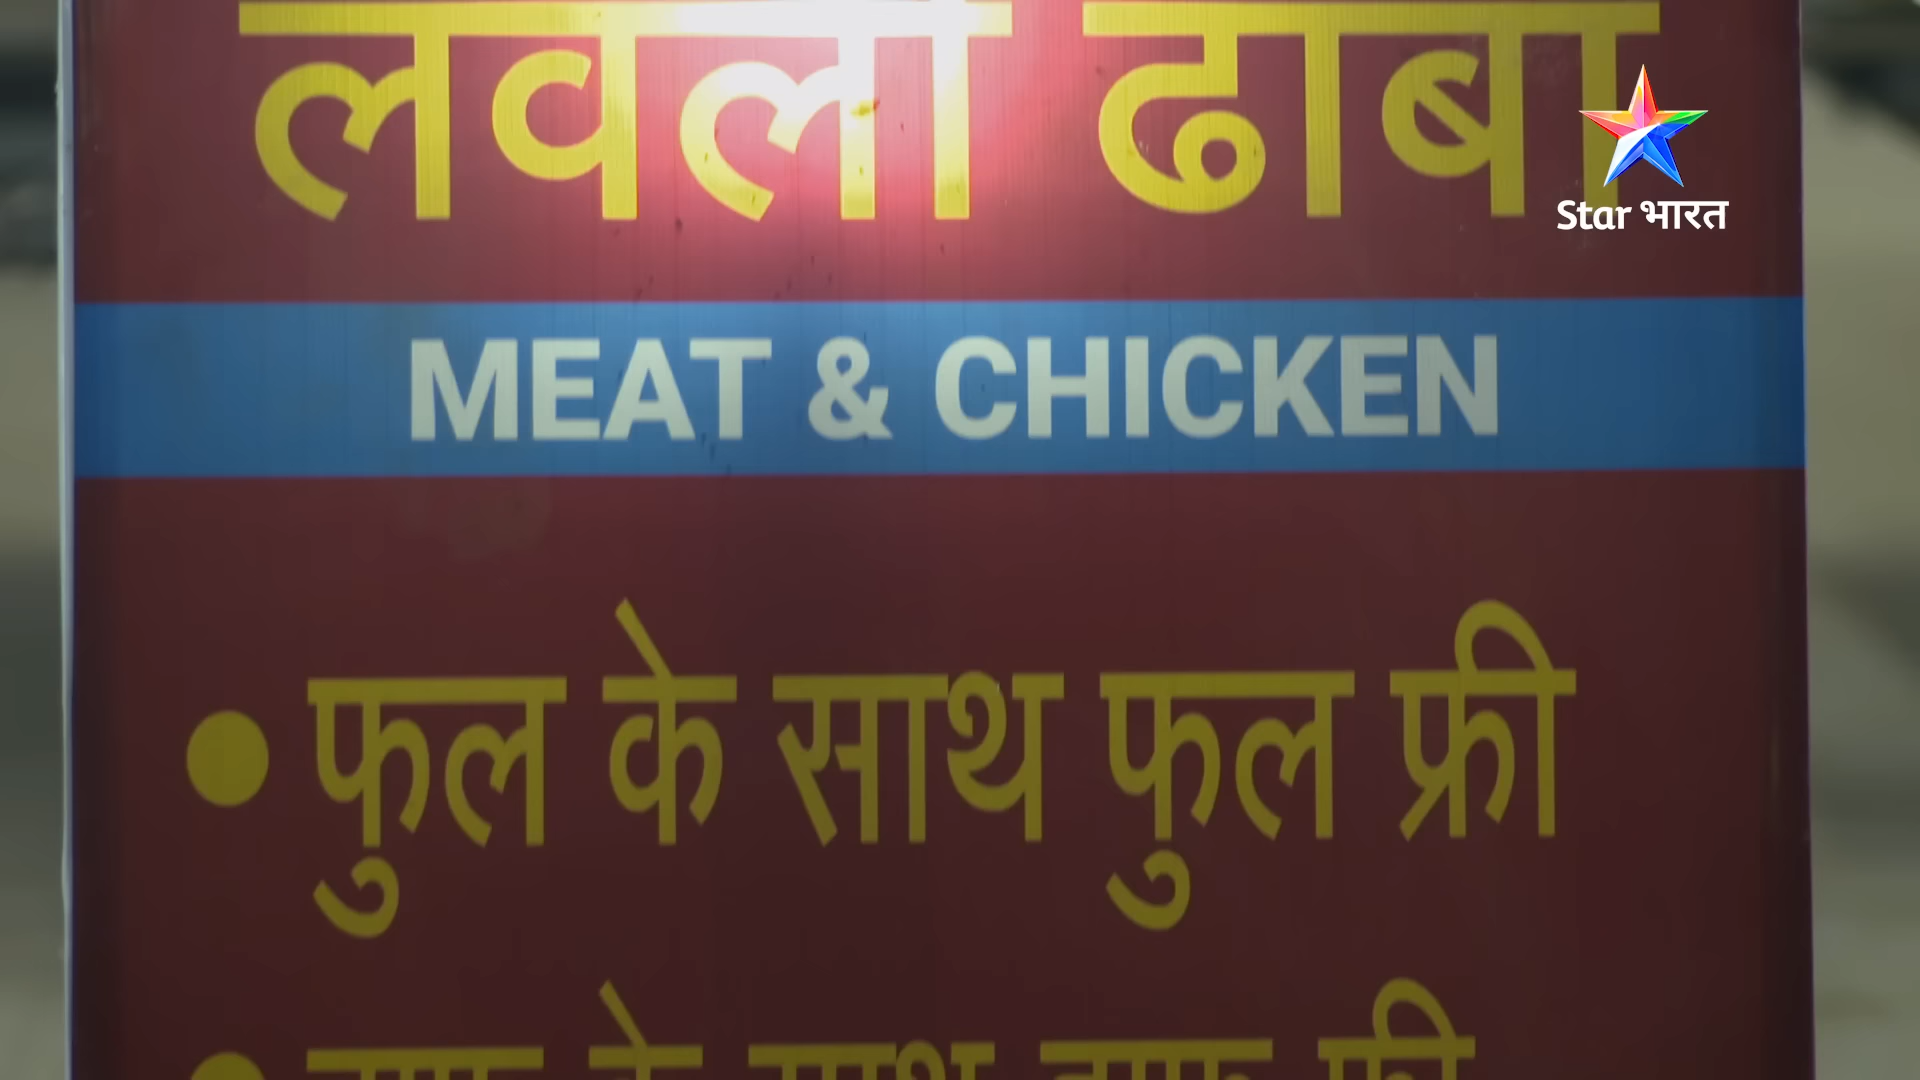 लवली ढाबा
Star भारत
MEAT & CHICKEN
• फुल के साथ फुल फ्री
के साथ फ्री